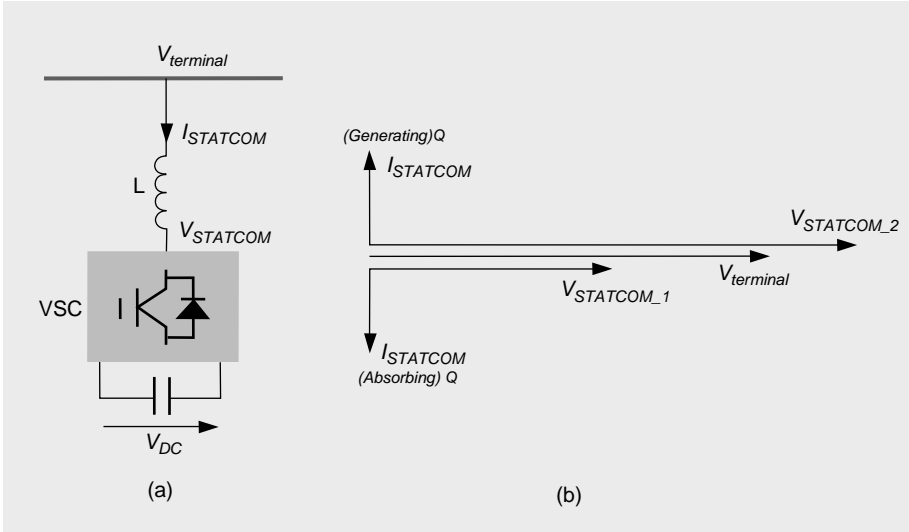 V_terminal
I_STATCOM
L
V_STATCOM
VSC
V_DC
(a)
(Generating)Q
I_STATCOM
V_STATCOM_2
V_terminal
V_STATCOM_1
I_STATCOM
(Absorbing) Q
(b)